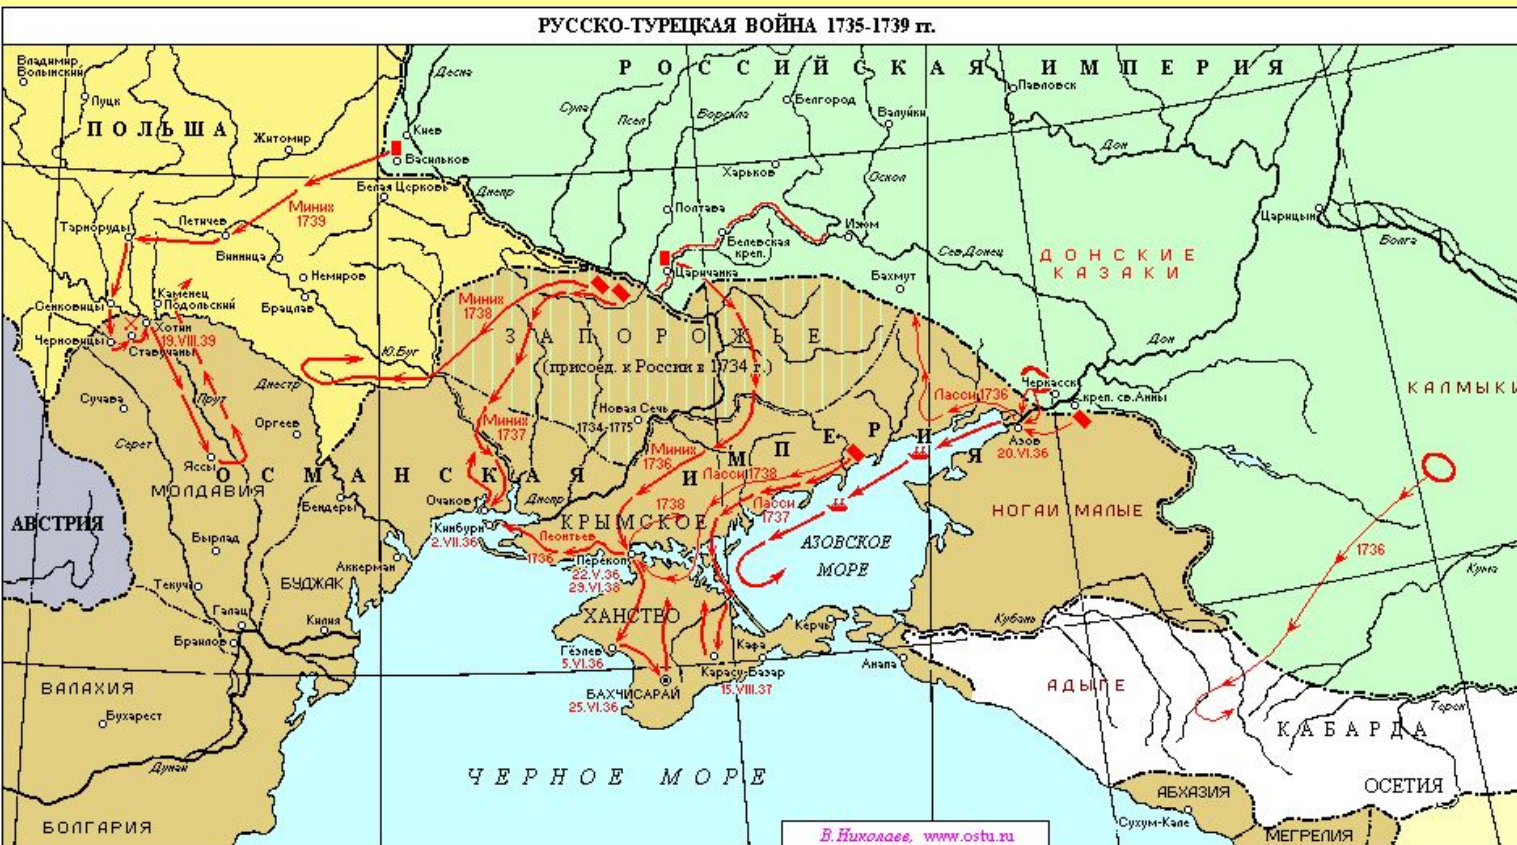 РУССКО-ТУРЕЦКАЯ ВОЙНА 1735-1739 гг.
РОССИЙСКАЯ ИМПЕРИЯ
Владимир
Волынский
Луцк
ПОЛЬША
Житомир
Десна
Киев
Васильков
Белая Церковь
Днепр
Сула
Псел
Ворскла
Белгород
Валуйки
Оскол
Харьков
Павловск
Дон
Полтава
Изюм
Белевская
креп.
Царичанка
Сев.Донец
Бахмут
ДОНСКИЕ
КАЗАКИ
Царицын
Волга
Дон
КАЛМЫКИ
Миних
1739
Летичев
Тарноруды
Винница
Немиров
Брацлав
Сенковицы
Каменец
Подольский
Хотин
19.VIII.39
Черновицы
Ставучаны
Ю.Буг
Днестр
Прут
Сучава
Серет
Оргеев
Яссы
МОЛДАВИЯ
Бендеры
Миних
1738
ЗАПОРОЖЬЕ
(присоед. к России в 1734 г.)
Новая Сечь
1734-1775
Миних
1737
Миних
1736
Ласси 1738
1738
Ласси
1737
Ласси 1736
Черкасск
креп. св.Анны
Азов
20.VI.36
ОСМАНСКАЯ ИМПЕРИЯ
АВСТРИЯ
Очаков
Днепр
Кинбурн
2.VII.36
Леонтьев
1736
КРЫМСКОЕ
Перекоп
22.V.36
29.VI.38
ХАНСТВО
АЗОВСКОЕ
МОРЕ
НОГАИ МАЛЫЕ
1736
Кума
Бырлад
Текуч
БУДЖАК
Аккерман
Галац
Браилов
Килия
Гёзлев
5.VI.36
БАХЧИСАРАЙ
25.VI.36
Карасу-Базар
15.VIII.37
Кафа
Керчь
Анапа
Кубань
АДЫГЕ
Терек
КАБАРДА
ОСЕТИЯ
АБХАЗИЯ
Сухум-Кале
МЕГРЕЛИЯ
ВАЛАХИЯ
Бухарест
Дунай
БОЛГАРИЯ
ЧЕРНОЕ МОРЕ
В.Николаев, www.ostu.ru